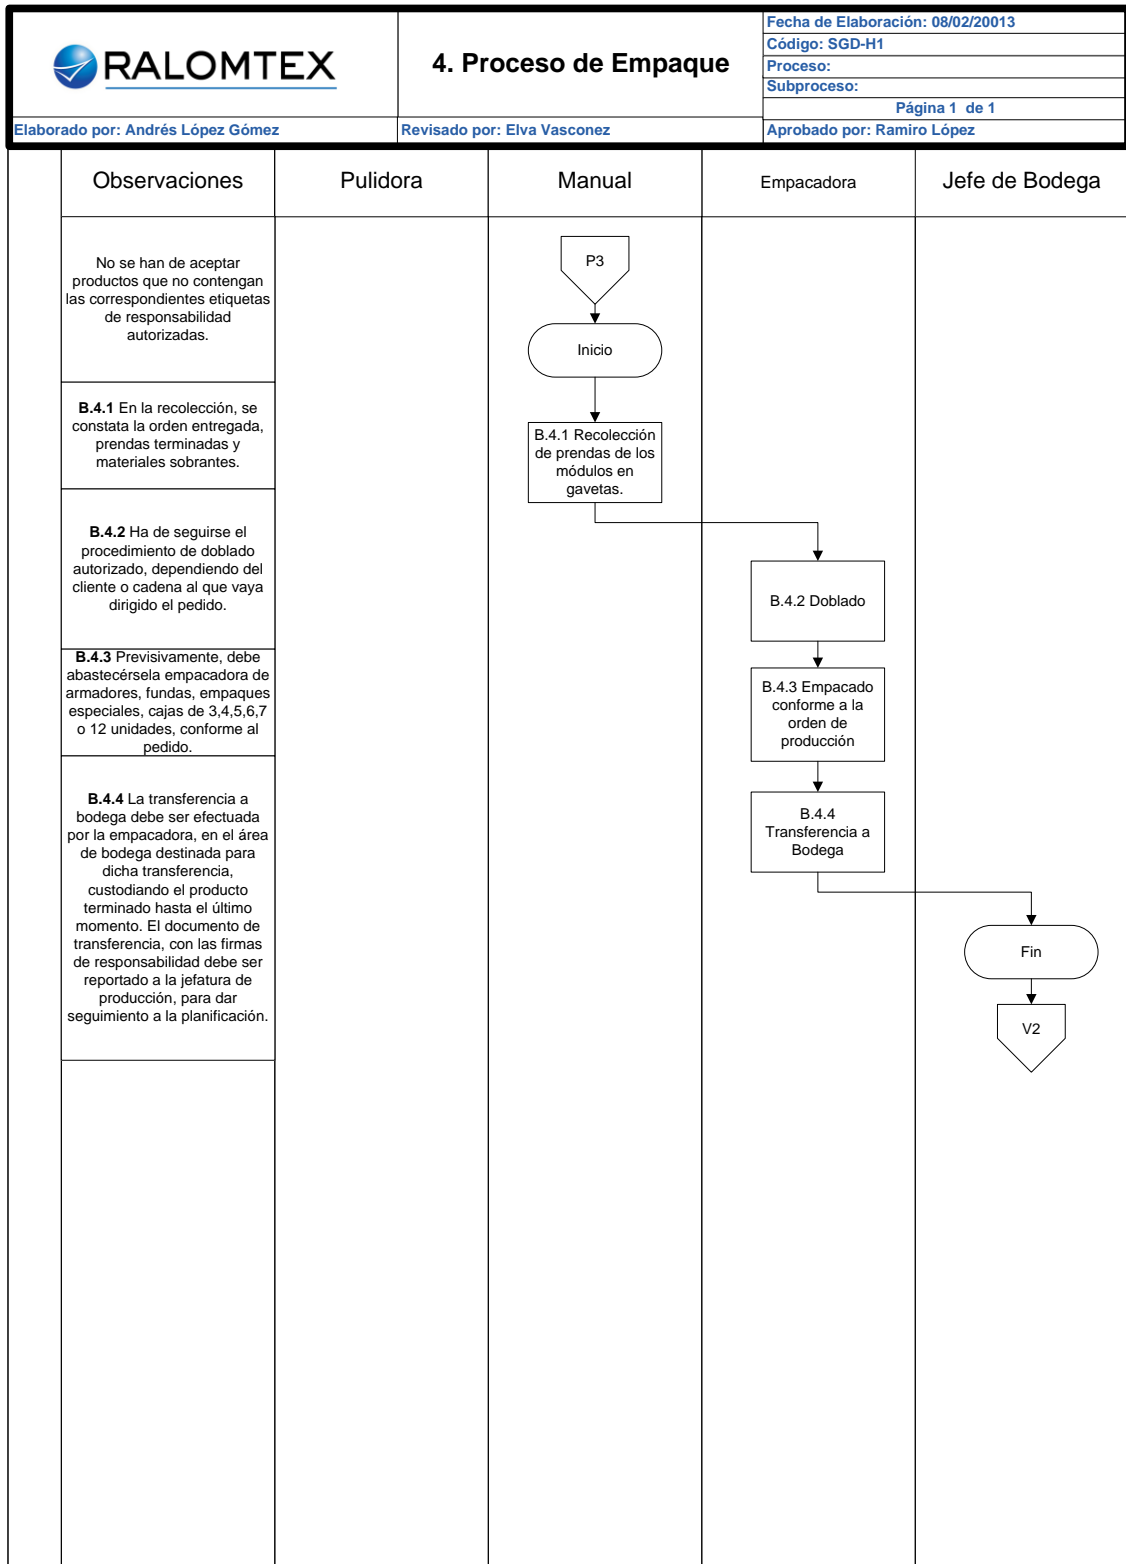 RALOMTEX
4. Proceso de Empaque
Fecha de Elaboración: 08/02/20013
Código: SGD-H1
Proceso:
Subproceso:
Página 1 de 1
Elaborado por: Andrés López Gómez
Revisado por: Elva Vasconez
Aprobado por: Ramiro López
Observaciones
Pulidora
Manual
Empacadora
Jefe de Bodega
No se han de aceptar
productos que no contengan
las correspondientes etiquetas
de responsabilidad
autorizadas.
B.4.1 En la recolección, se
constata la orden entregada,
prendas terminadas y
materiales sobrantes.
B.4.2 Ha de seguirse el
procedimiento de doblado
autorizado, dependiendo del
cliente o cadena al que vaya
dirigido el pedido.
B.4.3 Previsivamente, debe
abastecérsela empacadora de
armadores, fundas, empaques
especiales, cajas de 3,4,5,6,7
o 12 unidades, conforme al
pedido.
B.4.4 La transferencia a
bodega debe ser efectuada
por la empacadora, en el área
de bodega destinada para
dicha transferencia,
custodiando el producto
terminado hasta el último
momento. El documento de
transferencia, con las firmas
de responsabilidad debe ser
reportado a la jefatura de
producción, para dar
seguimiento a la planificación.
P3
Inicio
B.4.1 Recolección
de prendas de los
módulos en
gavetas.
B.4.2 Doblado
B.4.3 Empacado
conforme a la
orden de
producción
B.4.4
Transferencia a
Bodega
Fin
V2